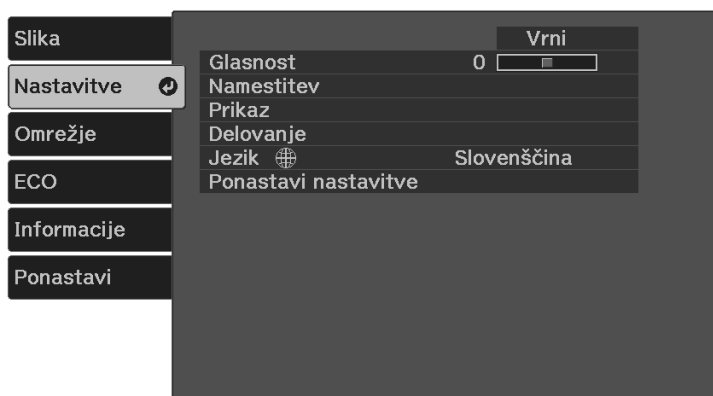 Slika
Nastavitve
Omrežje
ECO
Informacije
Ponastavi
Vrni
Glasnost 0
Namestitev
Prikaz
Delovanje
Jezik Slovenščina
Ponastavi nastavitve